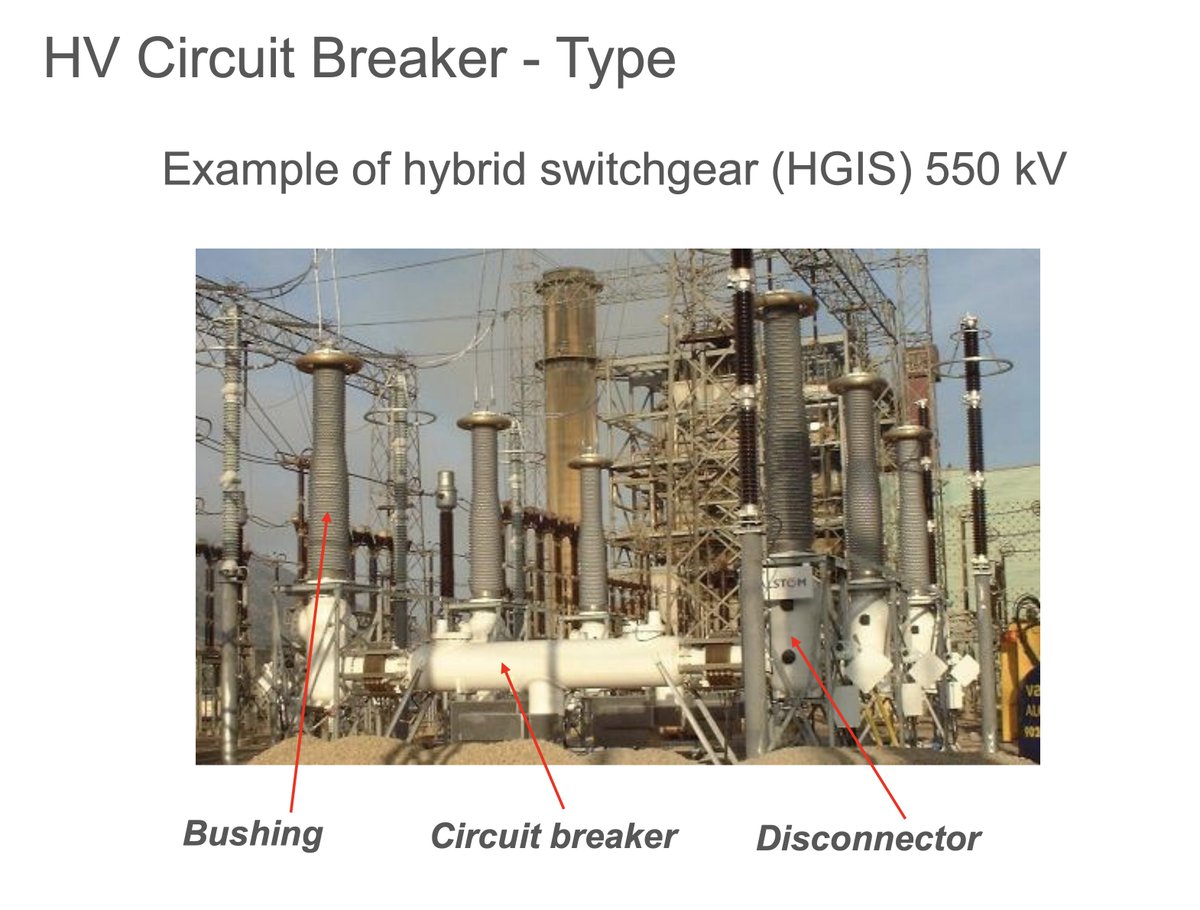 HV Circuit Breaker - Type
Example of hybrid switchgear (HGIS) 550 kV
ALSTOM
Bushing
Circuit breaker
Disconnector